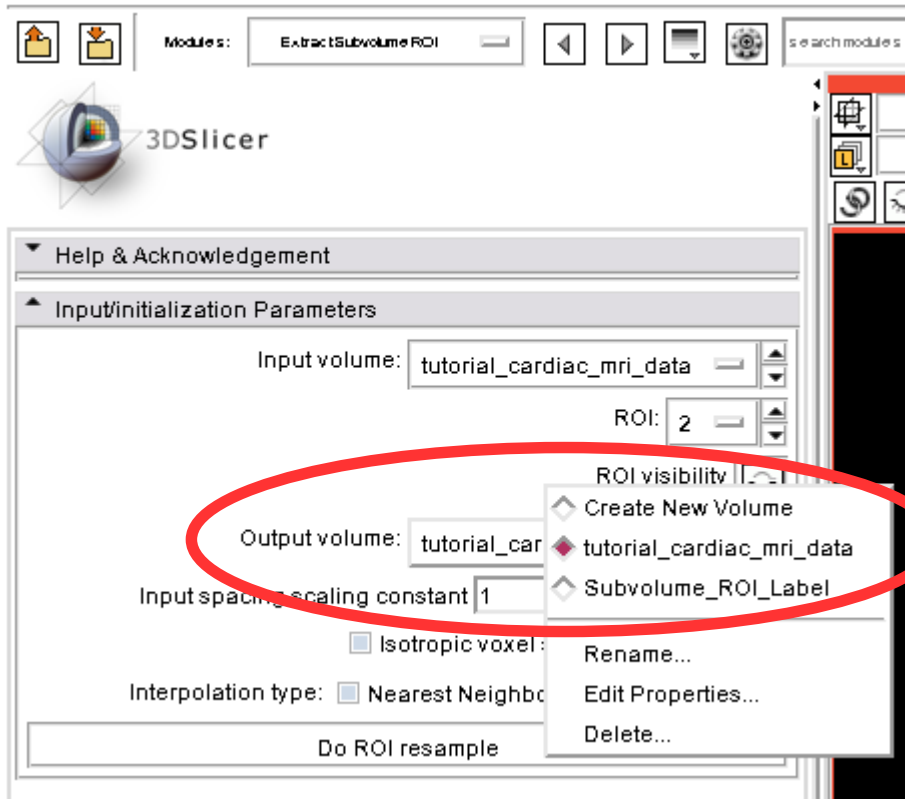 Modules: ExtractSubvolumeROI search modules
3DSlicer
L
Help & Acknowledgement
Input/initialization Parameters
Input volume: tutorial_cardiac_mri_data
ROI: 2
ROI visibility
Create New Volume
Output volume: tutorial_car
tutorial_cardiac_mri_data
Input spacing scaling constant 1
Subvolume_ROI_Label
Isotropic voxel
Rename...
Interpolation type: Nearest Neighbo
Edit Properties...
Delete...
Do ROI resample